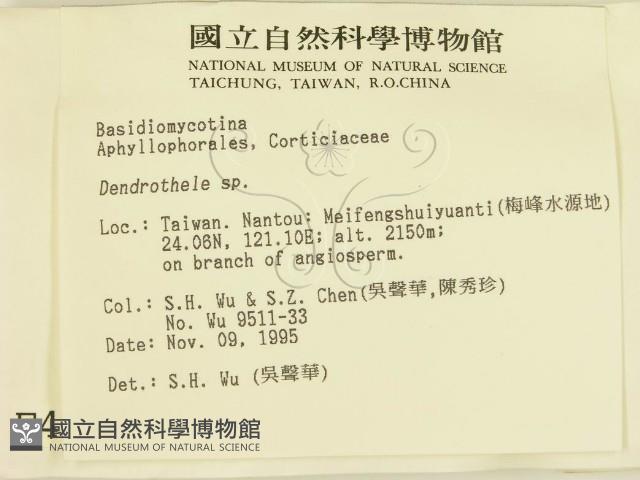 國立自然科學博物館
NATIONAL MUSEUM OF NATURAL SCIENCE
TAICHUNG, TAIWAN, R.O.CHINA
Basidiomycotina
Aphyllophorales, Corticiaceae
Dendrothele sp.
Loc.: Taiwan. Nantou: Meifengshuiyuanti(梅峰水源地)
24.06N, 121.10E; alt. 2150m;
on branch of angiosperm.
Col.: S.H. Wu & S.Z. Chen(吳聲華,陳秀珍)
No. Wu 9511-33
Date: Nov. 09, 1995
Det.: S.H. Wu (吳聲華)
國立自然科學博物館
NATIONAL MUSEUM OF NATURAL SCIENCE